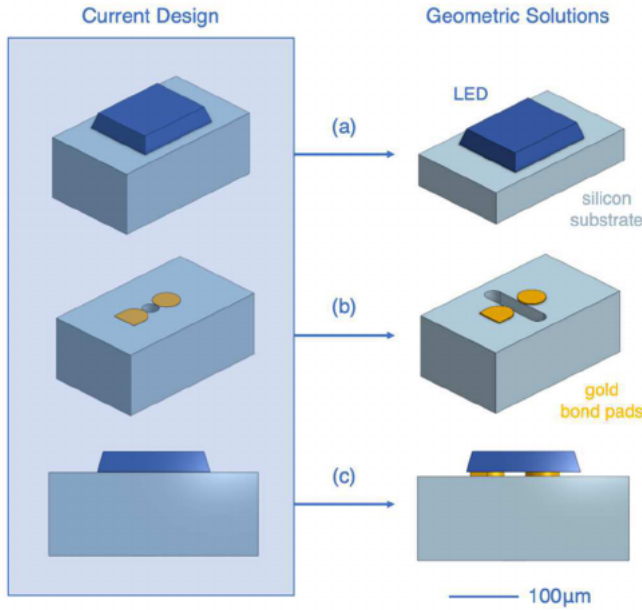 Current Design
Geometric Solutions
LED
(a)
silicon
substrate
(b)
gold
bond pads
(c)
100μm